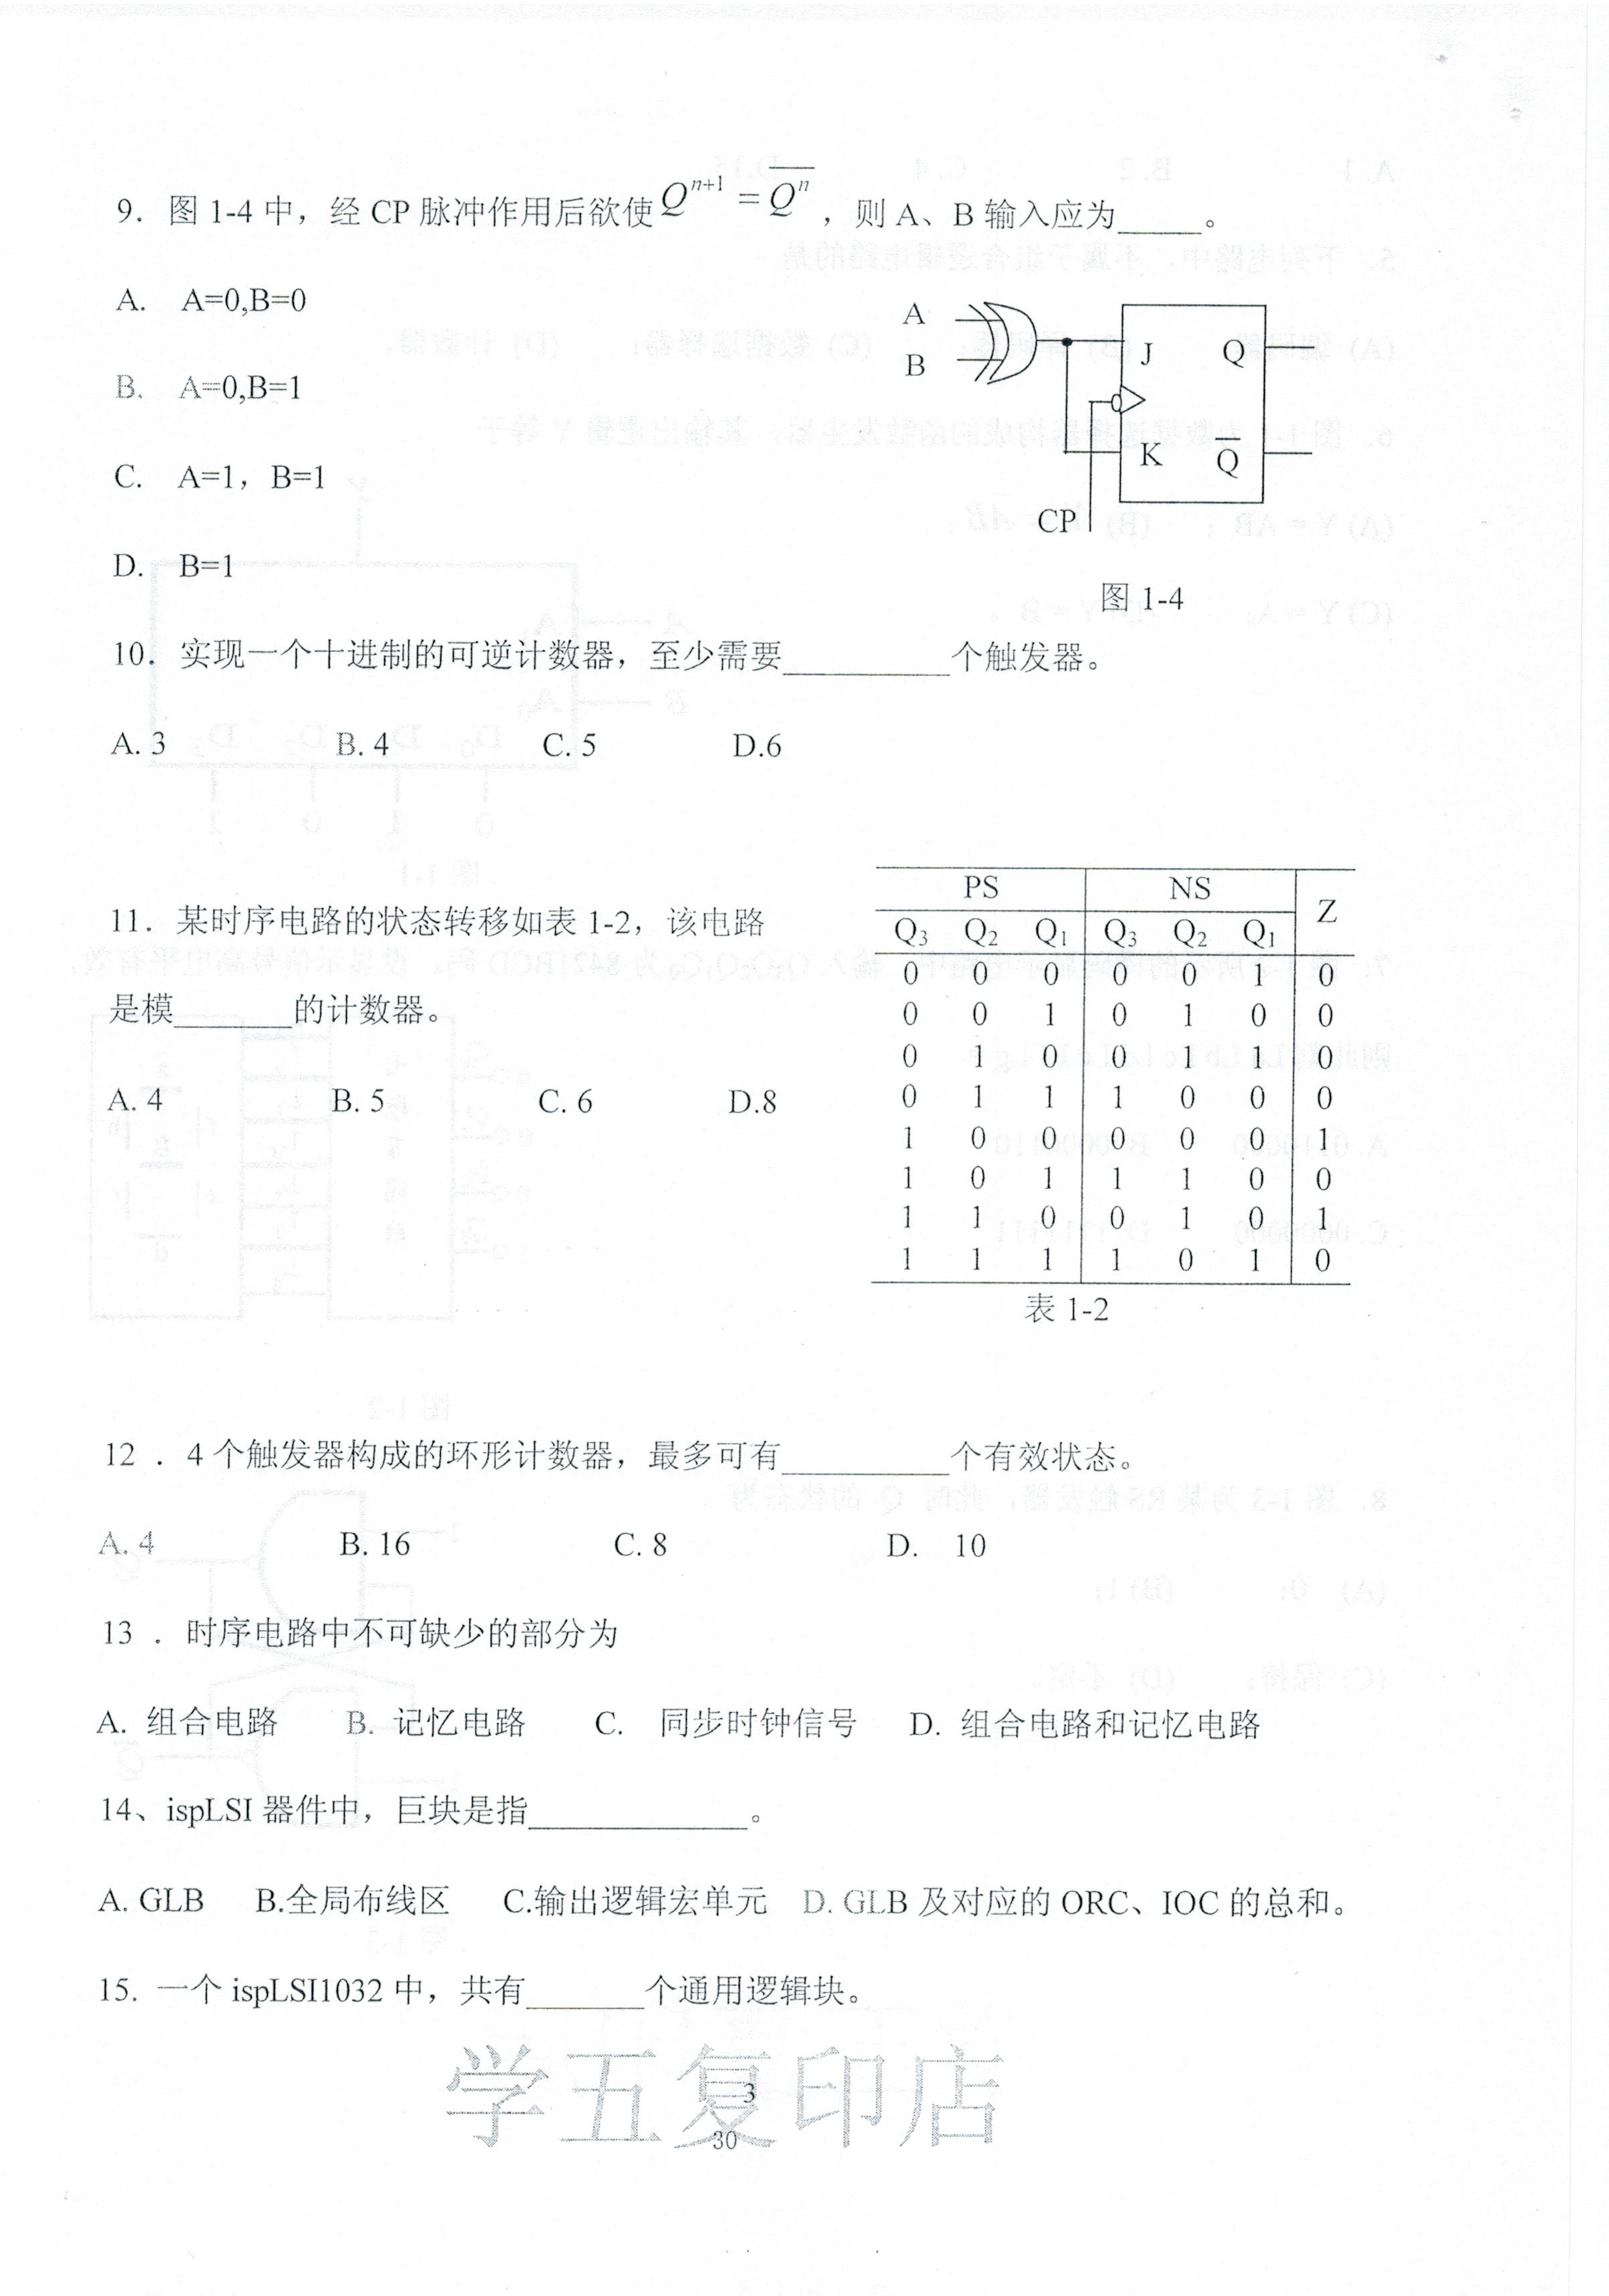 9. 图 1-4 中，经 CP 脉冲作用后欲使 Qⁿ⁺¹ = \overline{Qⁿ} ，则 A、B 输入应为_____。
A. A=0,B=0
B. A=0,B=1
C. A=1，B=1
D. B=1
A
B
J
Q
K
Q̅
CP
图 1-4
10．实现一个十进制的可逆计数器，至少需要__________个触发器。
A. 3 B. 4 C. 5 D.6
11．某时序电路的状态转移如表 1-2，该电路
是模_______的计数器。
A. 4 B. 5 C. 6 D.8
PS NS Z
Q₃ Q₂ Q₁ Q₃ Q₂ Q₁
0 0 0 0 0 1 0
0 0 1 0 1 0 0
0 1 0 0 1 1 0
0 1 1 1 0 0 0
1 0 0 0 0 0 1
1 0 1 1 1 0 0
1 1 0 0 1 0 1
1 1 1 1 0 1 0
表 1-2
12 ．4 个触发器构成的环形计数器，最多可有__________个有效状态。
A. 4 B. 16 C. 8 D. 10
13 ．时序电路中不可缺少的部分为
A. 组合电路 B. 记忆电路 C. 同步时钟信号 D. 组合电路和记忆电路
14、ispLSI 器件中，巨块是指_____________。
A. GLB B.全局布线区 C.输出逻辑宏单元 D. GLB 及对应的 ORC、IOC 的总和。
15. 一个 ispLSI1032 中，共有_______个通用逻辑块。
学五复印店
3
30